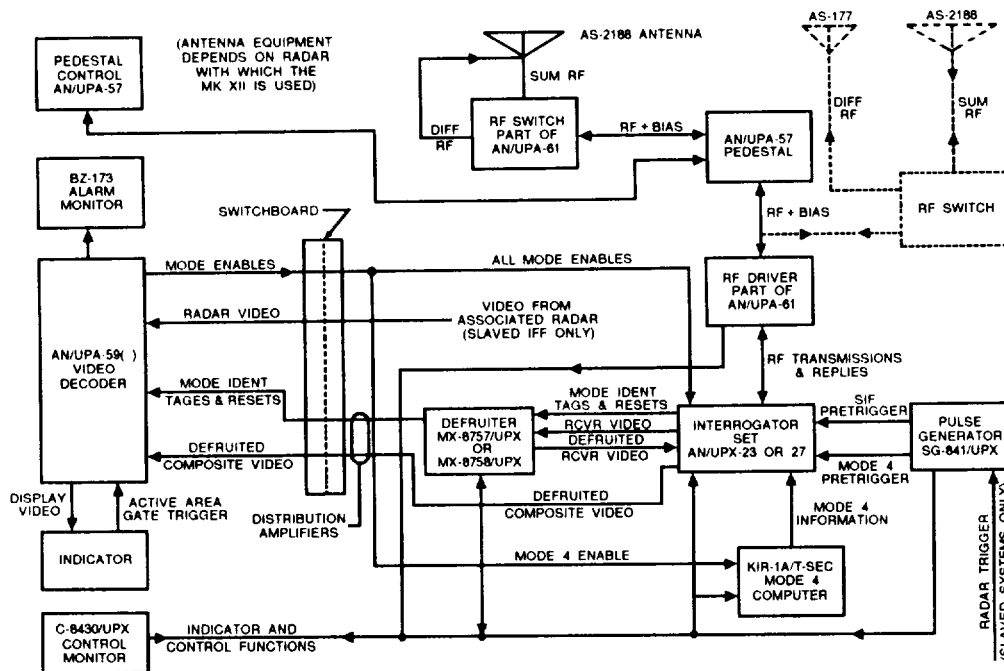 AS-177
AS-2188
PEDESTAL
CONTROL
AN/UPA-57
(ANTENNA EQUIPMENT
DEPENDS ON RADAR
WITH WHICH THE
MK XII IS USED)
AS-2188 ANTENNA
SUM RF
DIFF
RF
RF SWITCH
PART OF
AN/UPA-61
RF + BIAS
AN/UPA-57
PEDESTAL
DIFF
RF
SUM
RF
BZ-173
ALARM
MONITOR
RF SWITCH
RF + BIAS
SWITCHBOARD
MODE ENABLES
ALL MODE ENABLES
RF DRIVER
PART OF
AN/UPA-61
RADAR VIDEO
VIDEO FROM
ASSOCIATED RADAR
(SLAVED IFF ONLY)
AN/UPA-59( )
VIDEO
DECODER
RF TRANSMISSIONS
& REPLIES
MODE IDENT
TAGES & RESETS
MODE IDENT
TAGS & RESETS
RCVR VIDEO
DEFRUITED
RCVR VIDEO
DEFRUITER
MX-8757/UPX
OR
MX-8758/UPX
INTERROGATOR
SET
AN/UPX-23 OR 27
SIF
PRETRIGGER
MODE 4
PRETRIGGER
PULSE
GENERATOR
SG-841/UPX
DEFRUITED
COMPOSITE VIDEO
DEFRUITED
COMPOSITE VIDEO
DISPLAY
VIDEO
ACTIVE AREA
GATE TRIGGER
DISTRIBUTION
AMPLIFIERS
MODE 4
INFORMATION
INDICATOR
MODE 4 ENABLE
KIR-1A/T-SEC
MODE 4
COMPUTER
RADAR TRIGGER
(SLAVED SYSTEMS ONLY)
C-8430/UPX
CONTROL
MONITOR
INDICATOR AND
CONTROL FUNCTIONS